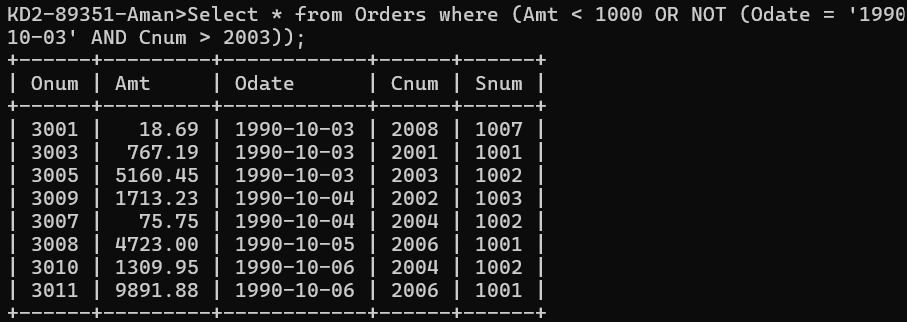 KD2-89351-Aman>Select * from Orders where (Amt < 1000 OR NOT (Odate = '1990
10-03' AND Cnum > 2003));
+------+---------+------------+------+------+
| Onum | Amt     | Odate      | Cnum | Snum |
+------+---------+------------+------+------+
| 3001 |   18.69 | 1990-10-03 | 2008 | 1007 |
| 3003 |  767.19 | 1990-10-03 | 2001 | 1001 |
| 3005 | 5160.45 | 1990-10-03 | 2003 | 1002 |
| 3009 | 1713.23 | 1990-10-04 | 2002 | 1003 |
| 3007 |   75.75 | 1990-10-04 | 2004 | 1002 |
| 3008 | 4723.00 | 1990-10-05 | 2006 | 1001 |
| 3010 | 1309.95 | 1990-10-06 | 2004 | 1002 |
| 3011 | 9891.88 | 1990-10-06 | 2006 | 1001 |
+------+---------+------------+------+------+